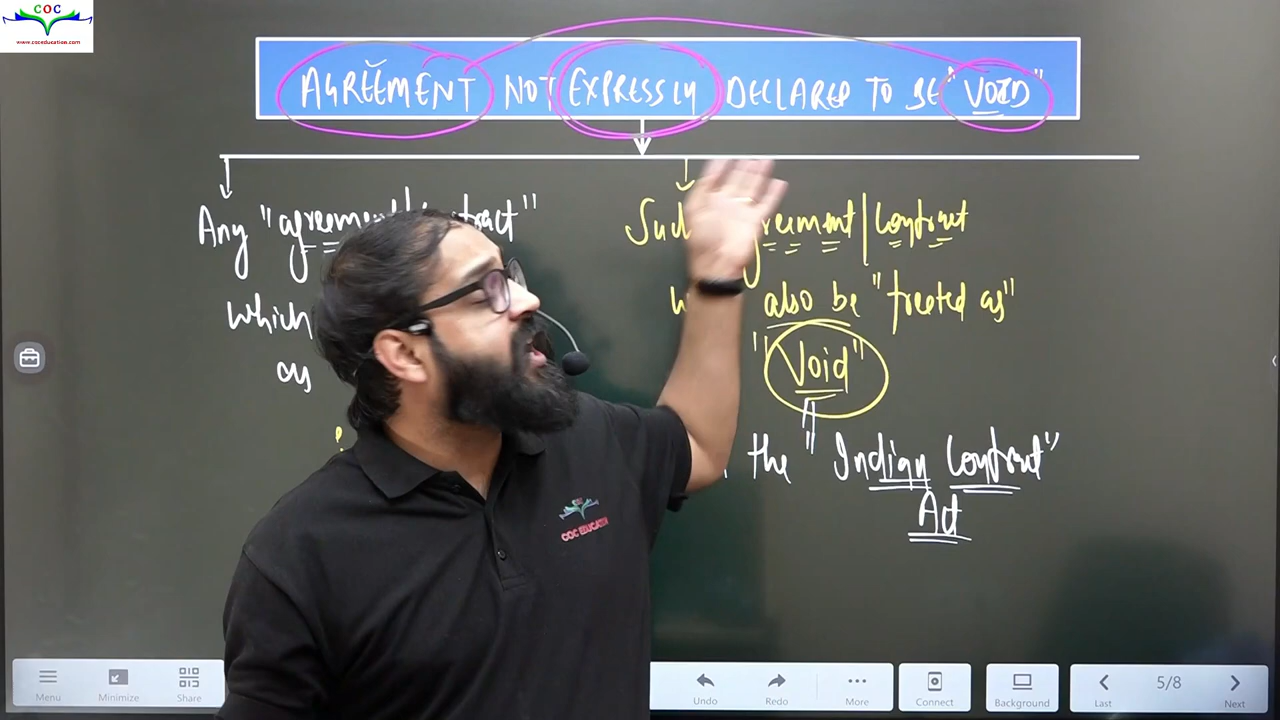 COC
www.coceducation.com
AGREEMENT NOT EXPRESSLY DECLARED TO BE "VOID"
Any "agreement contract"
which
as
Such agreement/contract
also be "treated as"
"Void"
the "Indian Contract"
Act
COC EDUCATION
Menu
Minimize
Share
Undo
Redo
More
Connect
Background
Last
5/8
Next